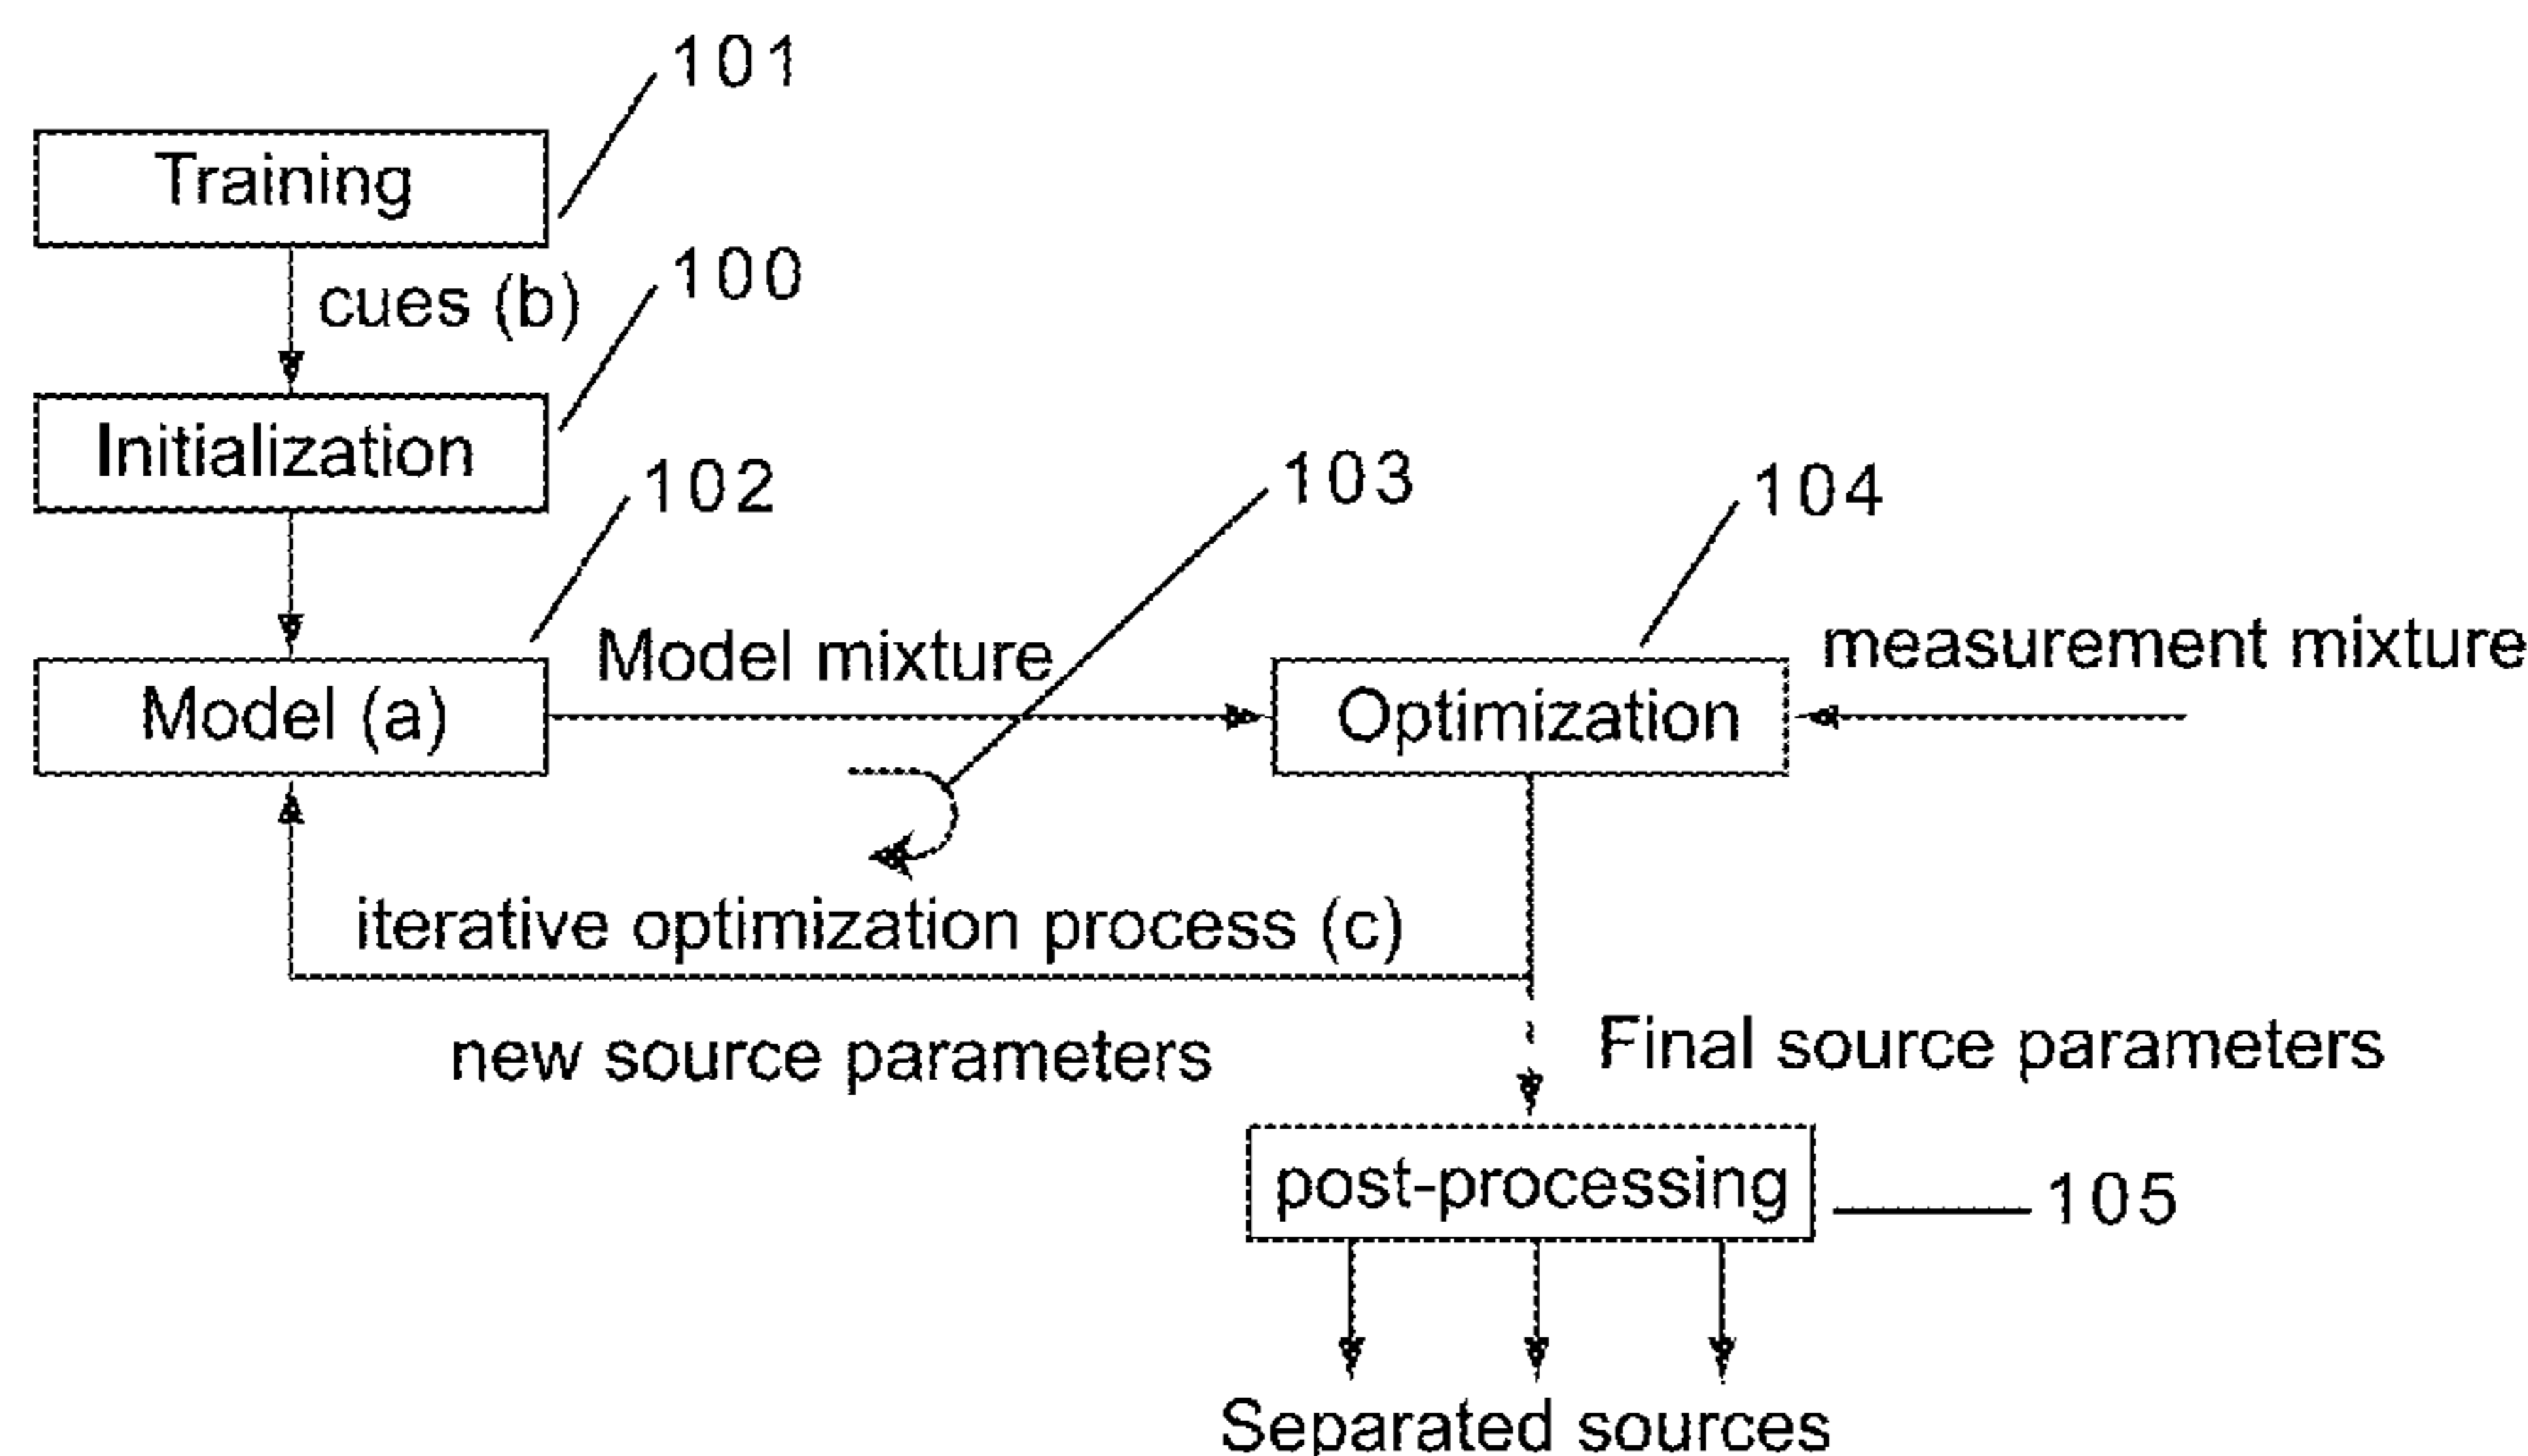 101
Training
cues (b)
100
Initialization
102
103
104
Model (a)
Model mixture
Optimization
measurement mixture
iterative optimization process (c)
new source parameters
Final source parameters
post-processing
105
Separated sources